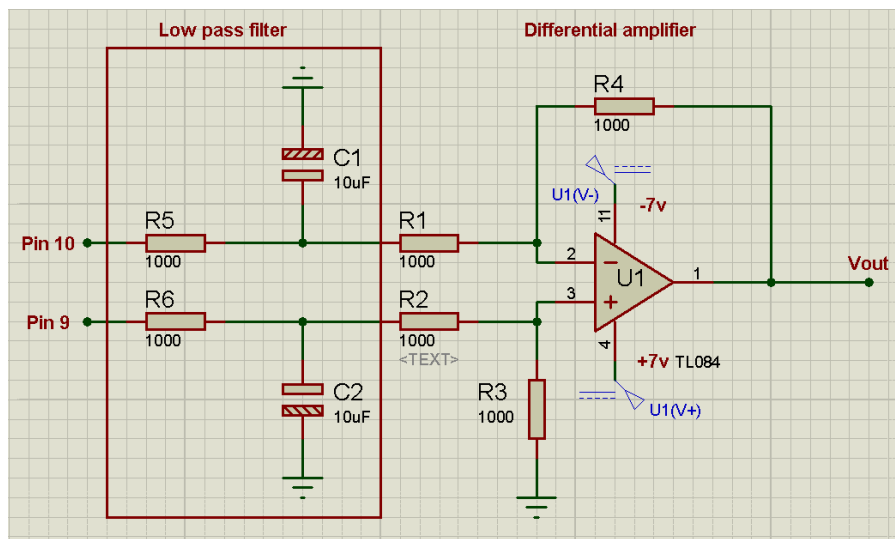 Low pass filter
Differential amplifier
R4
1000
C1
10uF
U1(V-)
-7v
11
Pin 10
R5
1000
R1
1000
2
U1
1
Vout
Pin 9
R6
1000
R2
1000
<TEXT>
3
4
+7v
TL084
C2
10uF
R3
1000
U1(V+)